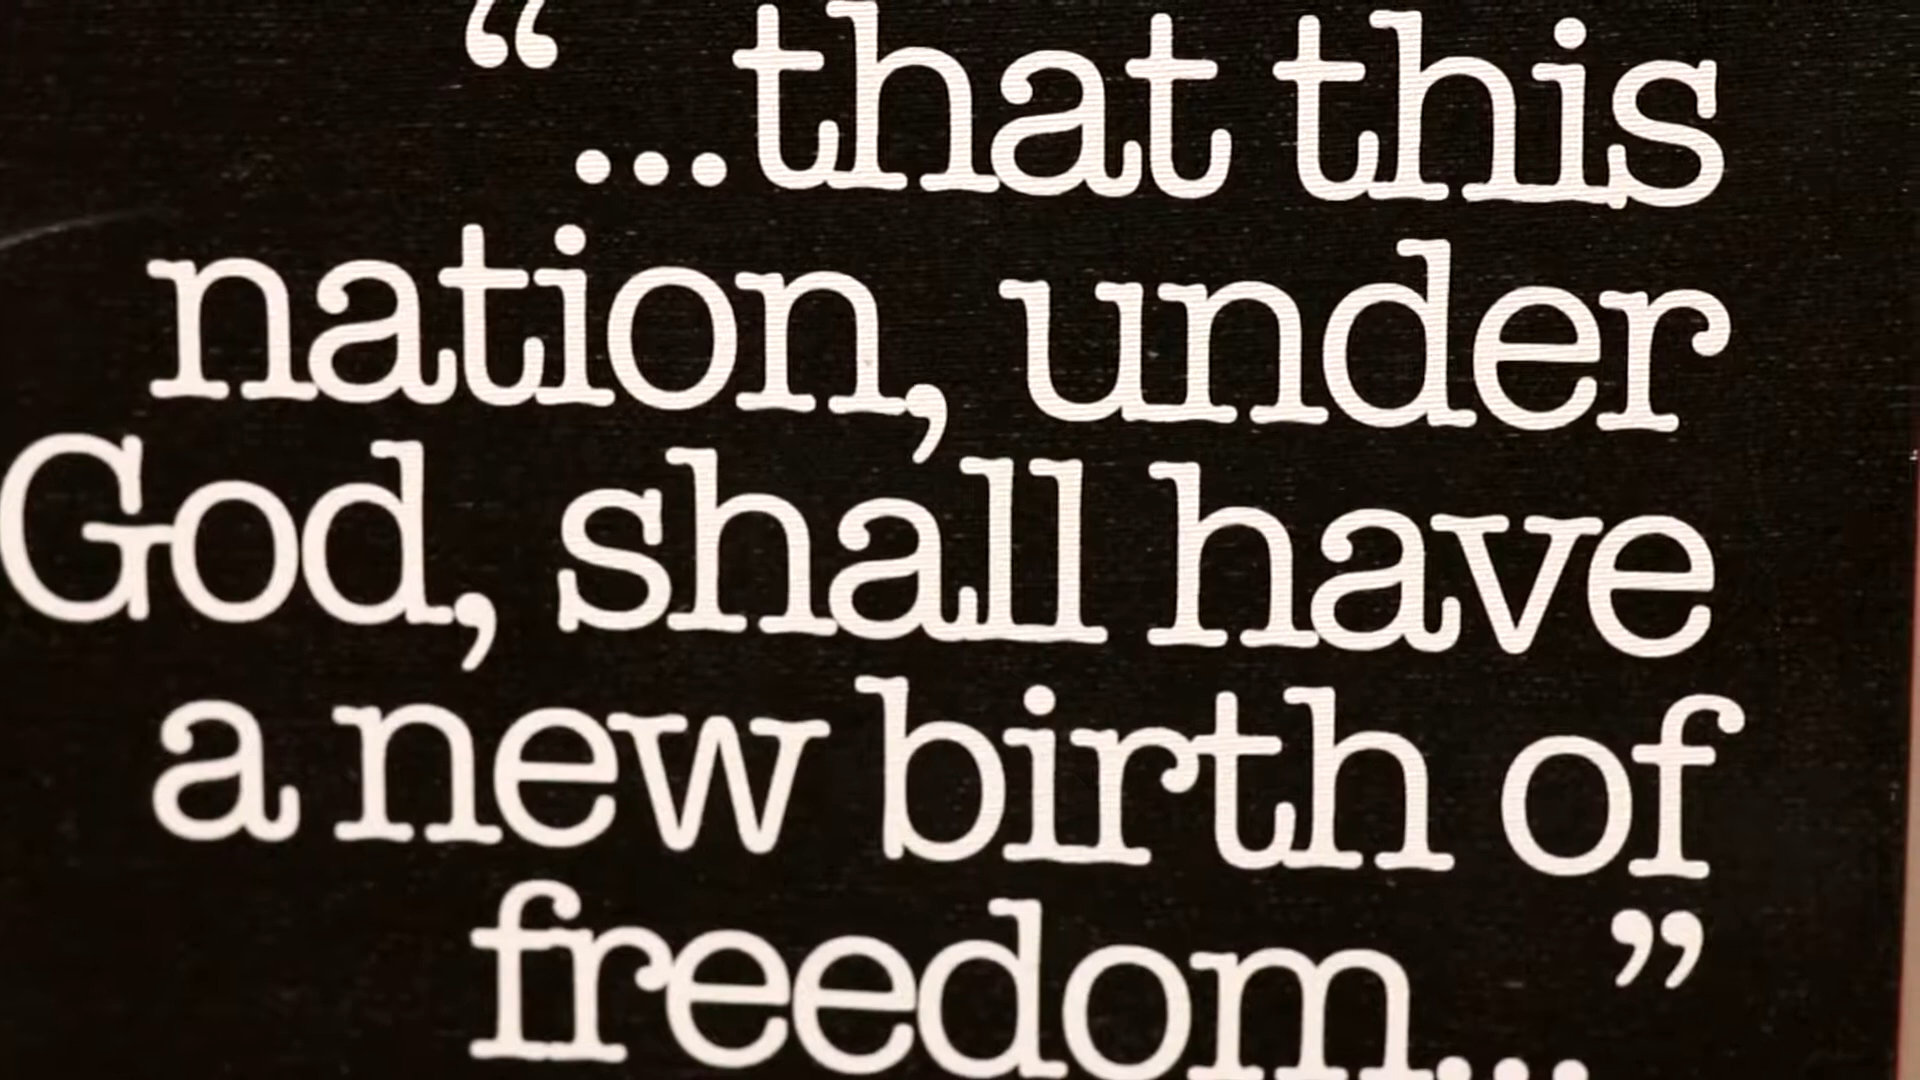 “...that this
nation, under
God, shall have
a new birth of
freedom...”